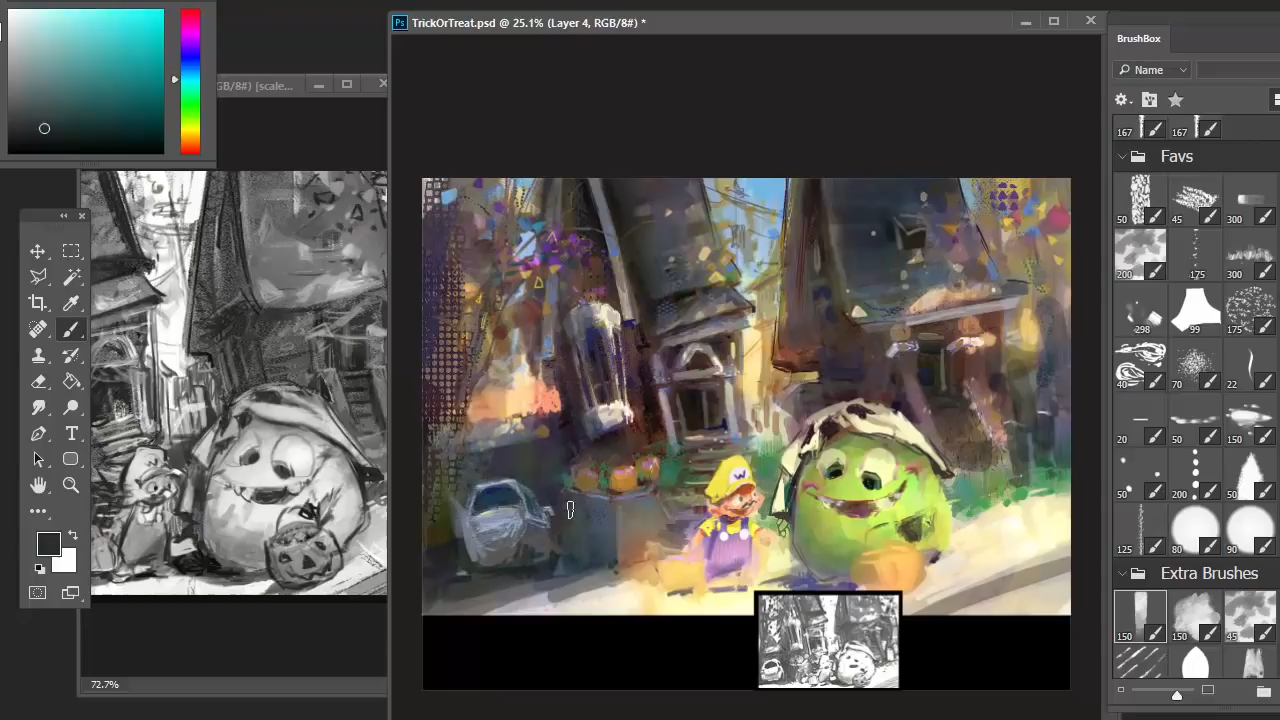 Ps TrickOrTreat.psd @ 25.1% (Layer 4, RGB/8#) *
GB/8#) [scale...
BrushBox
Name
167 167
Favs
50 45 300
200 175 300
298 99 175
40 70 22
20 50 150
50 200 50
125 80 90
Extra Brushes
150 150 45
T
W
72.7%